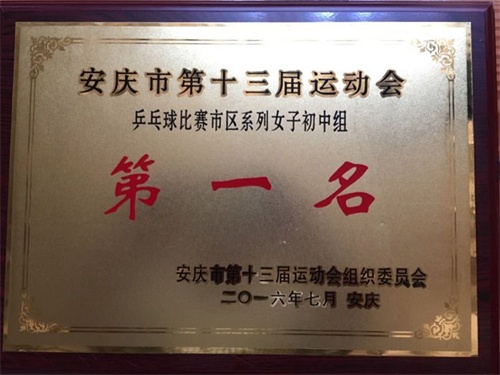 安庆市第十三届运动会
乒乓球比赛市区系列女子初中组
第一名
安庆市第十三届运动会组织委员会
二〇一六年七月 安庆